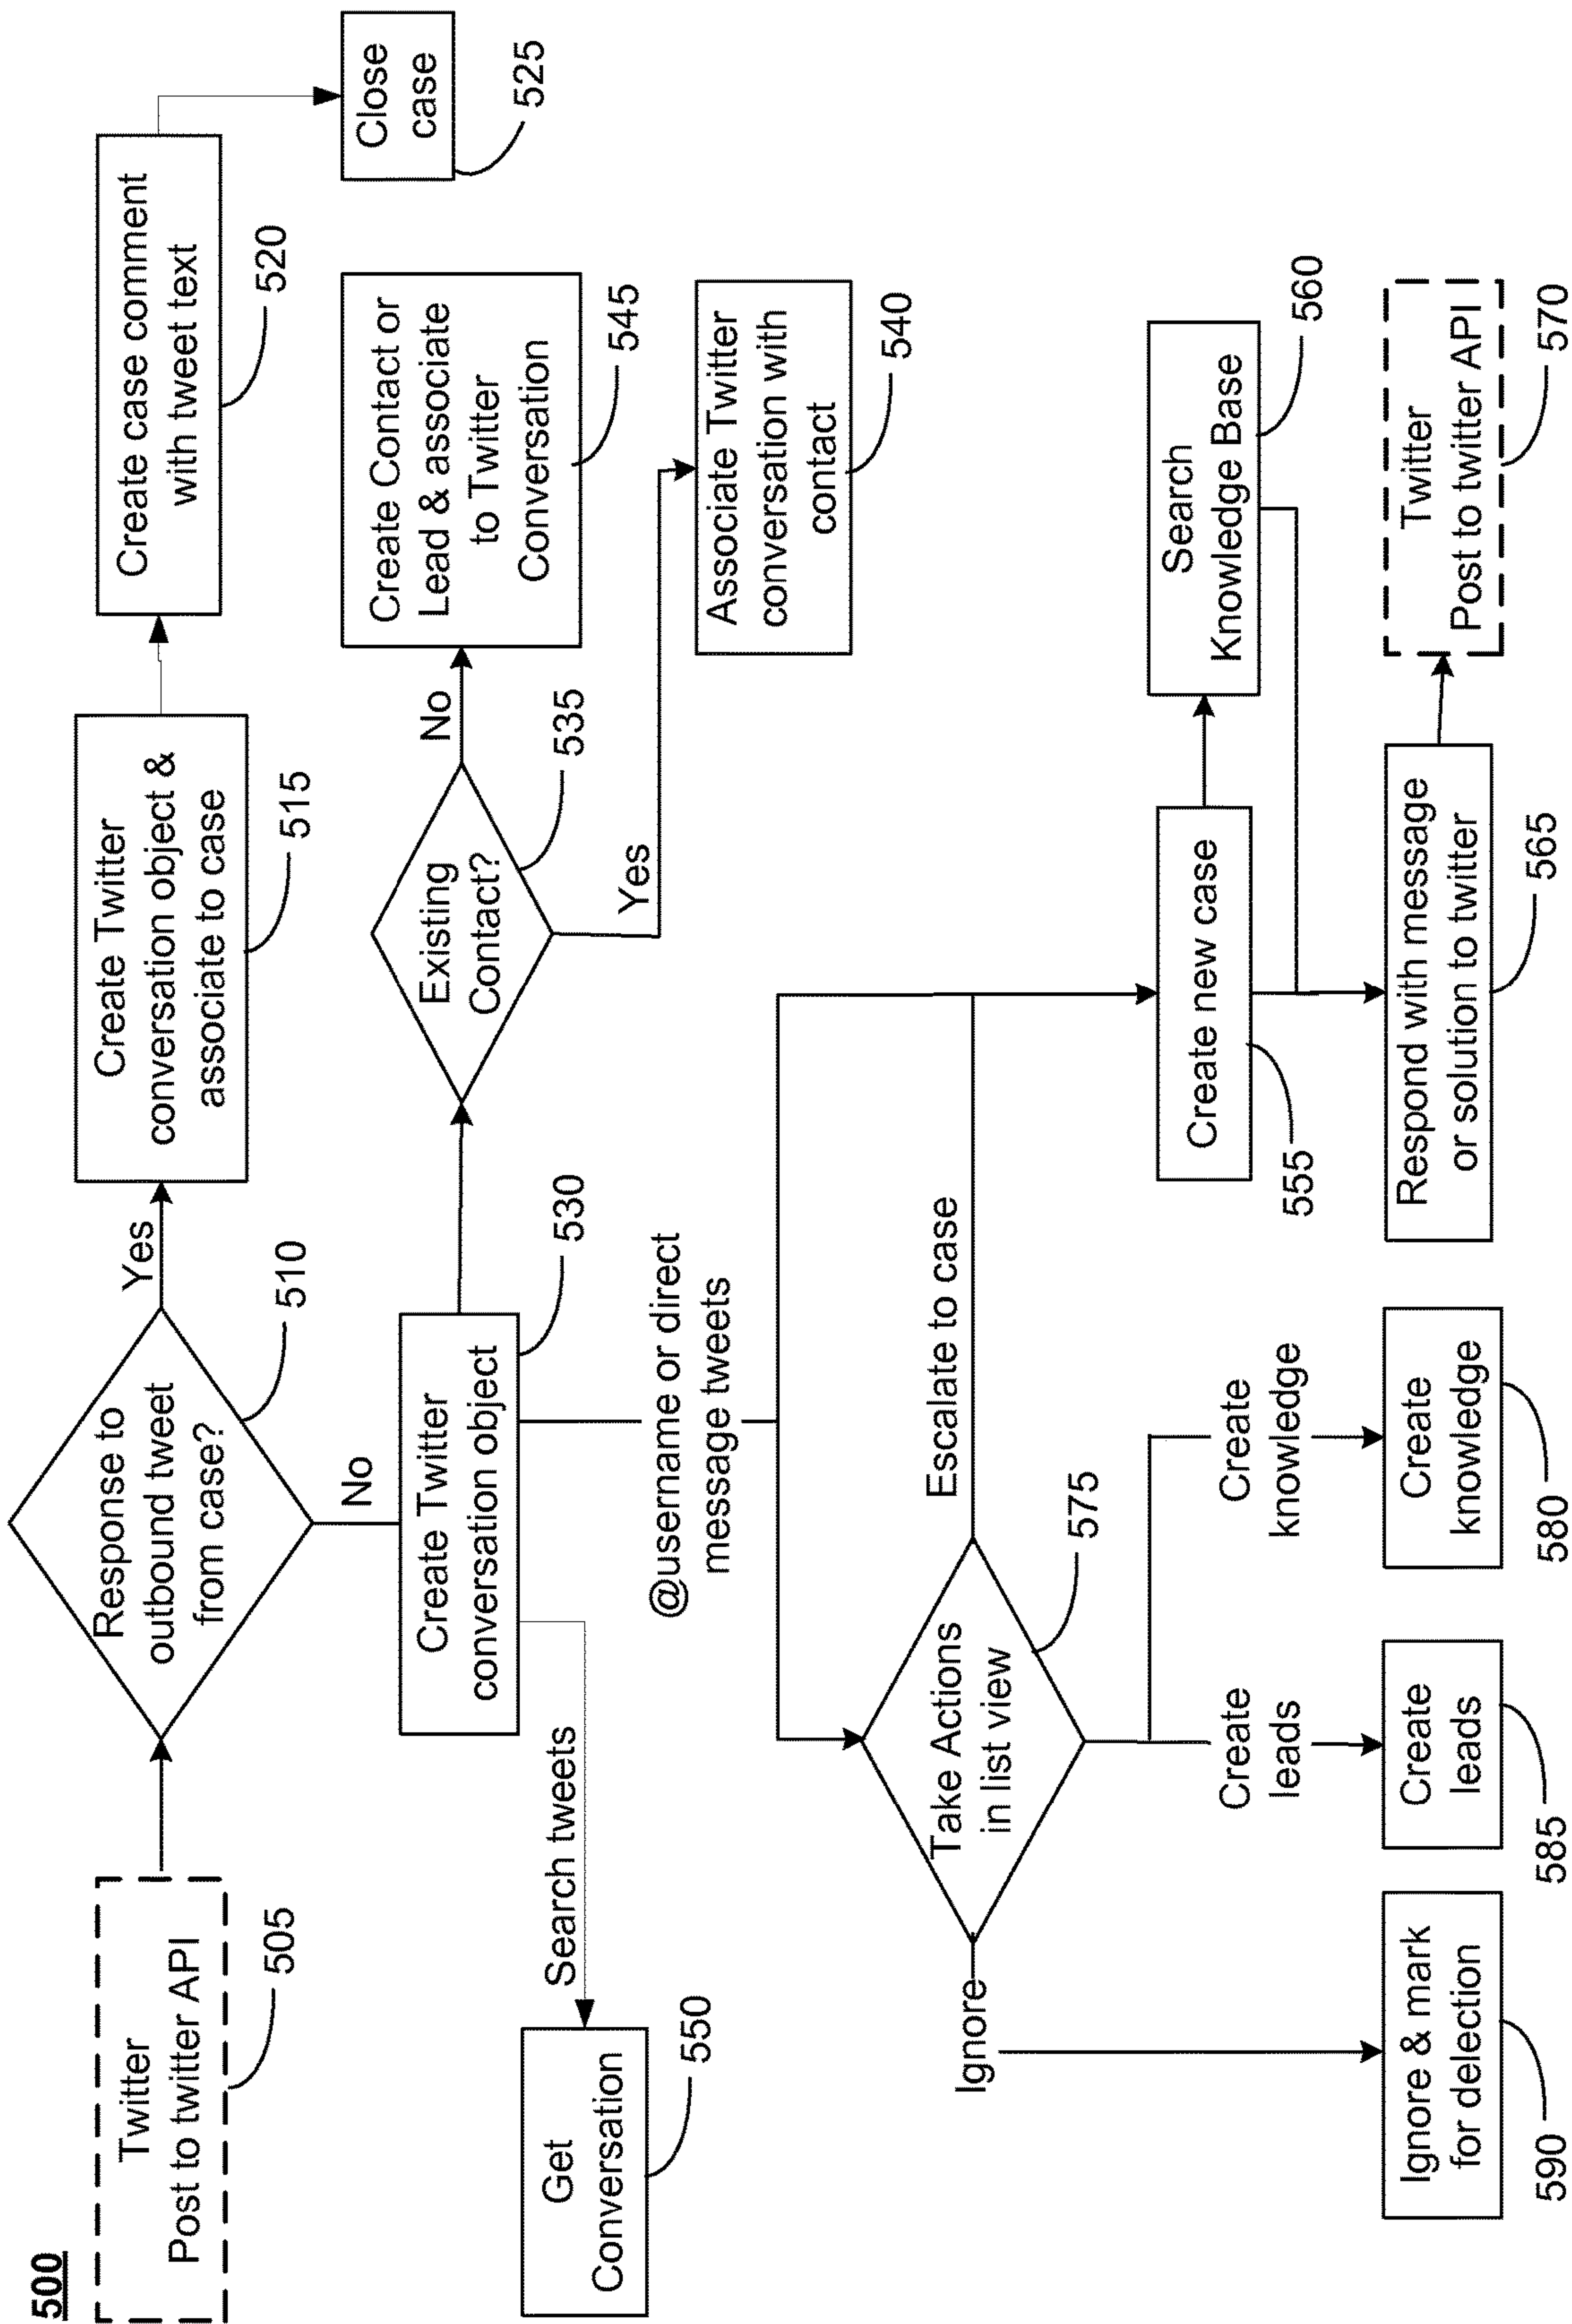 500
Twitter
Post to twitter API
505
Response to
outbound tweet
from case?
510
Yes
Create Twitter
conversation object &
associate to case
515
Create case comment
with tweet text
520
Close
case
525
No
Create Twitter
conversation object
530
Existing
Contact?
535
No
Create Contact or
Lead & associate
to Twitter
Conversation
545
Yes
Associate Twitter
conversation with
contact
540
Search tweets
Get
Conversation
550
@username or direct
message tweets
Take Actions
in list view
575
Escalate to case
Create new case
555
Search
Knowledge Base
560
Ignore
Ignore & mark
for delection
590
Create
leads
Create
leads
585
Create
knowledge
Create
knowledge
580
Respond with message
or solution to twitter
565
Twitter
Post to twitter API
570